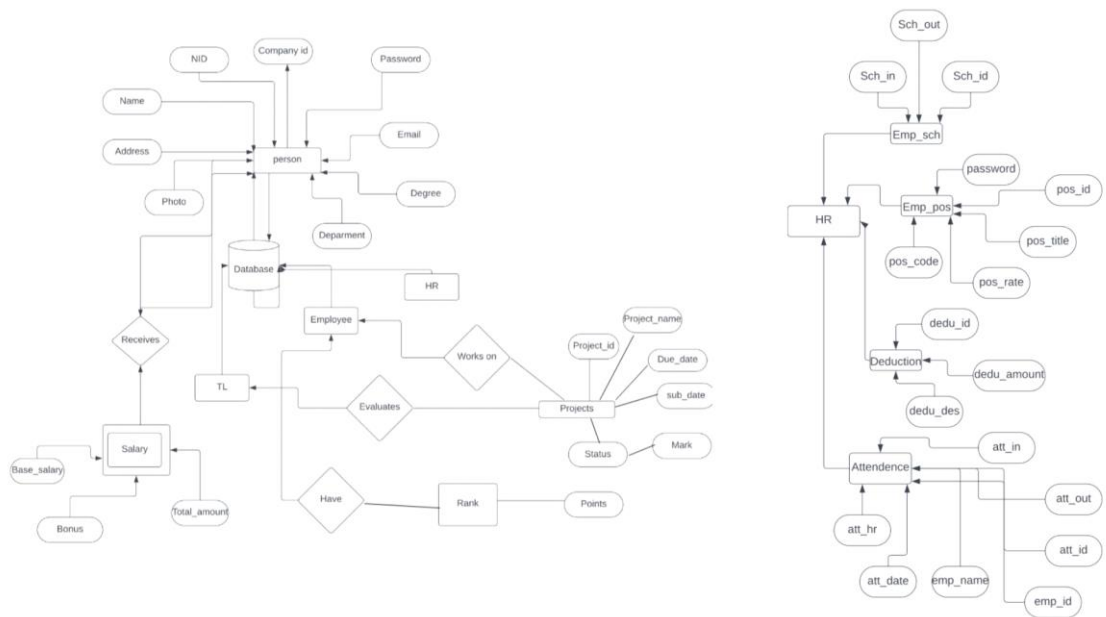 Company id
NID
Password
Name
Email
Address
person
Photo
Degree
Deparment
Database
HR
Employee
Receives
Works on
Project_name
Project_id
Due_date
TL
Evaluates
sub_date
Projects
Salary
Status
Mark
Base_salary
Have
Rank
Points
Total_amount
Bonus
Sch_out
Sch_in
Sch_id
Emp_sch
password
pos_id
Emp_pos
HR
pos_title
pos_code
pos_rate
dedu_id
Deduction
dedu_amount
dedu_des
att_in
Attendence
att_out
att_hr
att_id
att_date
emp_name
emp_id